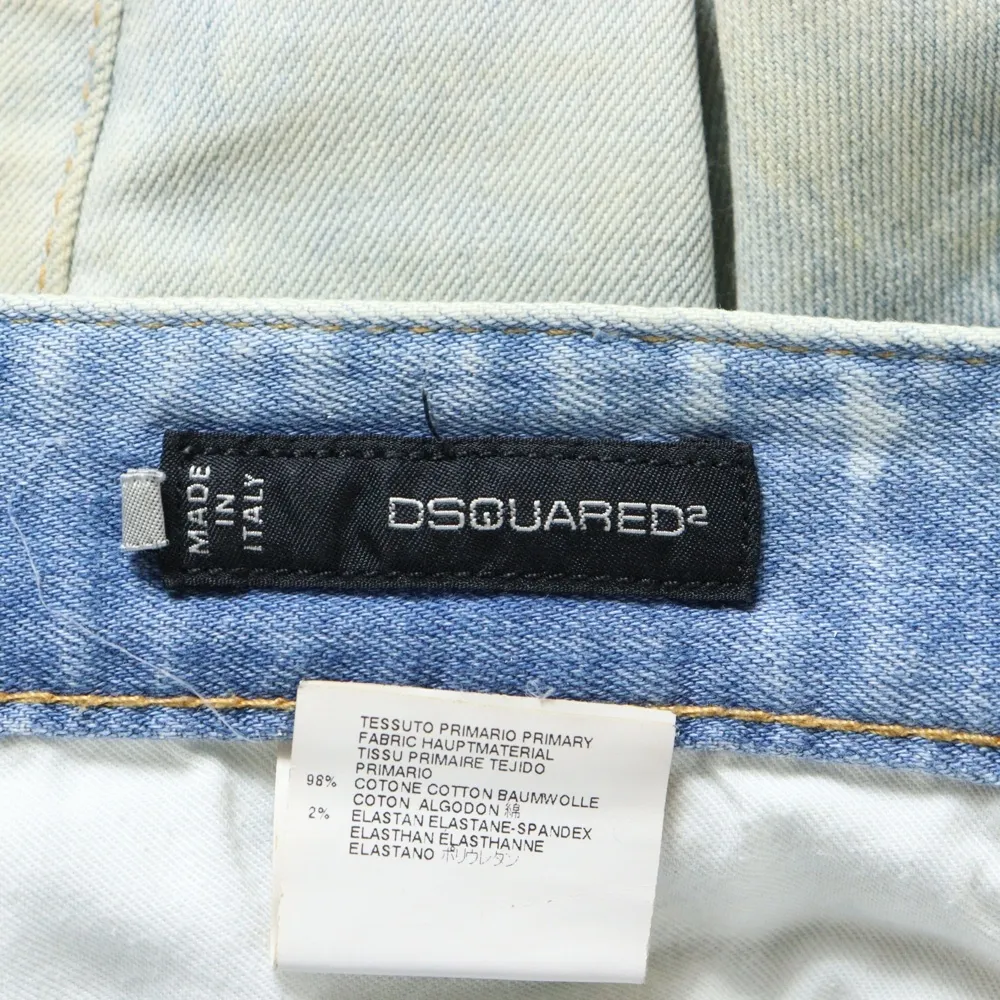 MADE
IN
ITALY
DSQUARED2
TESSUTO PRIMARIO PRIMARY
FABRIC HAUPTMATERIAL
TISSU PRIMAIRE TEJIDO
PRIMARIO
98% COTONE COTTON BAUMWOLLE
COTON ALGODON 綿
2% ELASTAN ELASTANE-SPANDEX
ELASTHAN ÉLASTHANNE
ELASTANO ポリウレタン